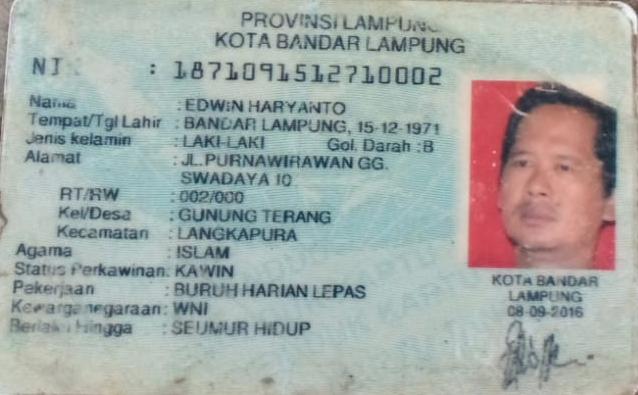 PROVINSI LAMPUNG
KOTA BANDAR LAMPUNG
NI : 1871091512710002
Nama : EDWIN HARYANTO
Tempat/Tgl Lahir : BANDAR LAMPUNG, 15-12-1971
Jenis kelamin : LAKI-LAKI Gol. Darah : B
Alamat : JL.PURNAWIRAWAN GG.
SWADAYA 10
RT/RW : 002/000
Kel/Desa : GUNUNG TERANG
Kecamatan : LANGKAPURA
Agama : ISLAM
Status Perkawinan: KAWIN
Pekerjaan : BURUH HARIAN LEPAS
Kewarganegaraan: WNI
Berlaku Hingga : SEUMUR HIDUP
KOTA BANDAR
LAMPUNG
08-09-2016